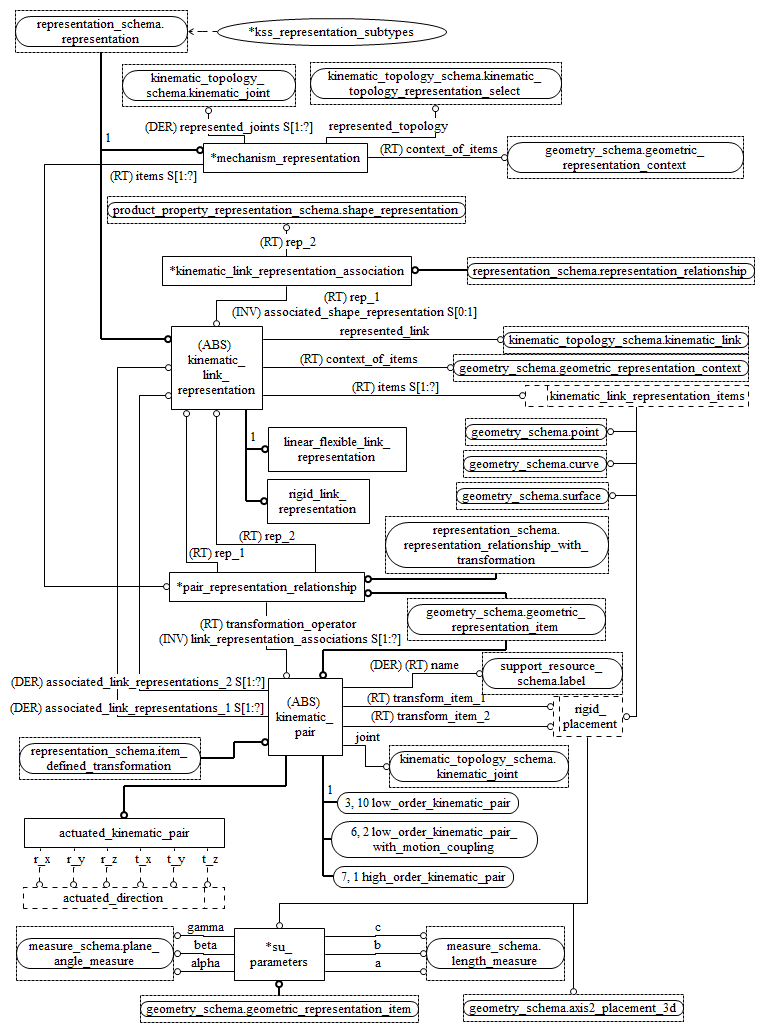 representation_schema.
representation
*kss_representation_subtypes
kinematic_topology_
schema.kinematic_joint
kinematic_topology_schema.kinematic_
topology_representation_select
(DER) represented_joints S[1:?]
represented_topology
1
*mechanism_representation
(RT) context_of_items
geometry_schema.geometric_
representation_context
(RT) items S[1:?]
product_property_representation_schema.shape_representation
(RT) rep_2
*kinematic_link_representation_association
representation_schema.representation_relationship
(RT) rep_1
(INV) associated_shape_representation S[0:1]
(ABS)
kinematic_
link_
representation
represented_link
kinematic_topology_schema.kinematic_link
(RT) context_of_items
geometry_schema.geometric_representation_context
(RT) items S[1:?]
kinematic_link_representation_items
1
linear_flexible_link_
representation
geometry_schema.point
geometry_schema.curve
rigid_link_
representation
geometry_schema.surface
representation_schema.
representation_relationship_with_
transformation
(RT) rep_2
(RT) rep_1
*pair_representation_relationship
geometry_schema.geometric_
representation_item
(RT) transformation_operator
(INV) link_representation_associations S[1:?]
(DER) (RT) name
support_resource_
schema.label
(DER) associated_link_representations_2 S[1:?]
(DER) associated_link_representations_1 S[1:?]
(ABS)
kinematic_
pair
(RT) transform_item_1
(RT) transform_item_2
rigid_
placement
joint
representation_schema.item_
defined_transformation
kinematic_topology_schema.
kinematic_joint
1
3, 10 low_order_kinematic_pair
actuated_kinematic_pair
6, 2 low_order_kinematic_pair_
with_motion_coupling
r_x r_y r_z t_x t_y t_z
7, 1 high_order_kinematic_pair
actuated_direction
gamma
beta
alpha
measure_schema.plane_
angle_measure
*su_
parameters
c
b
a
measure_schema.
length_measure
geometry_schema.geometric_representation_item
geometry_schema.axis2_placement_3d